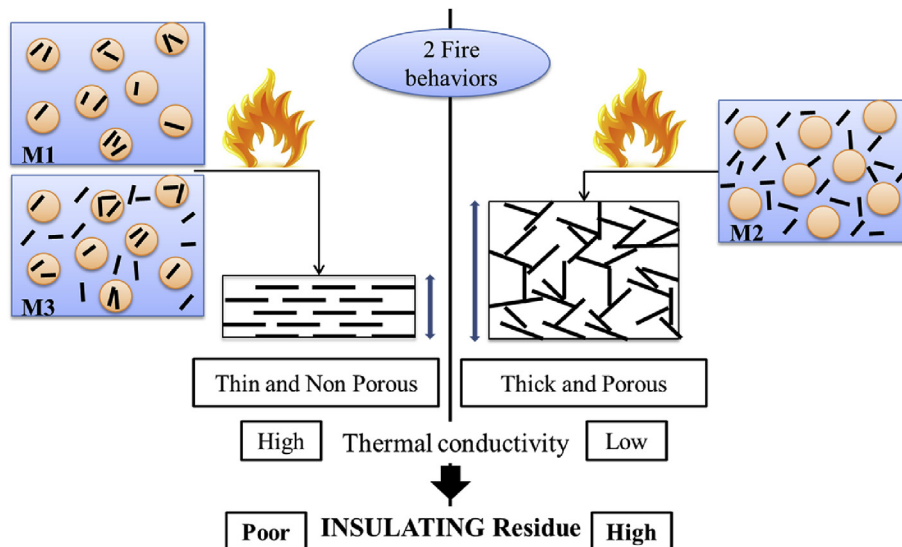 2 Fire
behaviors
M1
M3
M2
Thin and Non Porous
Thick and Porous
High
Thermal conductivity
Low
Poor
INSULATING Residue
High